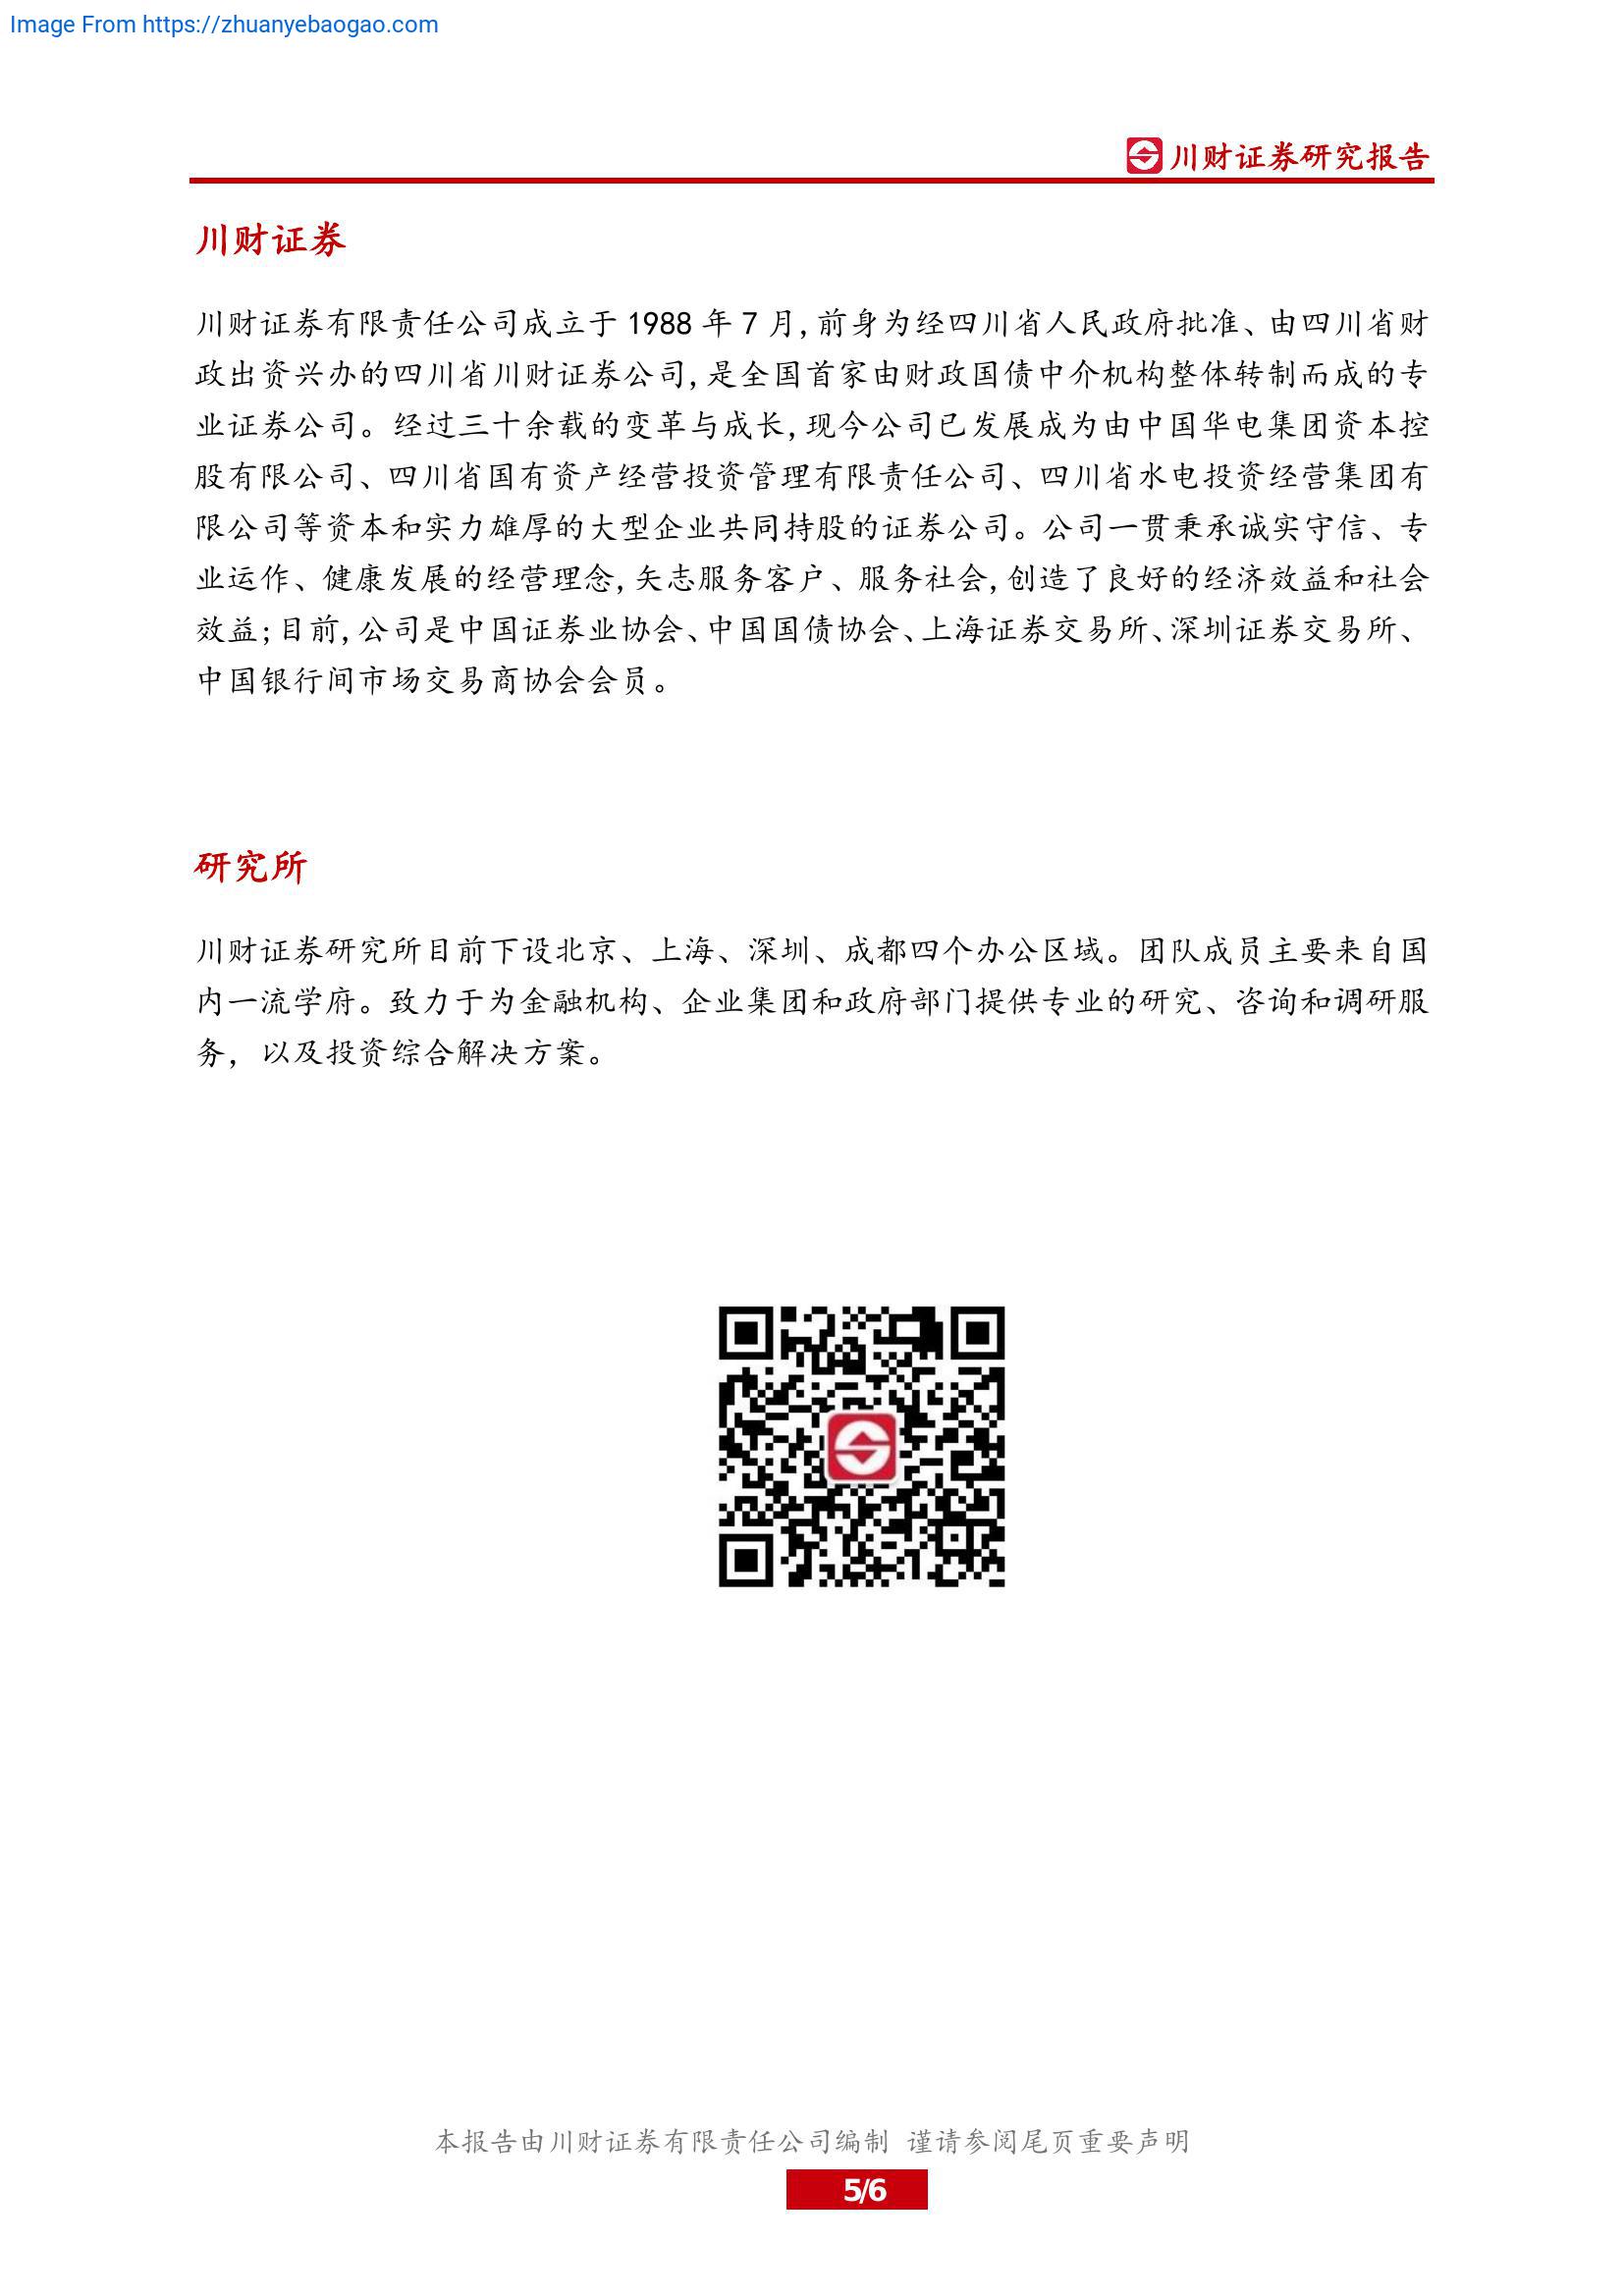 Image From https://zhuanyebaogao.com
川财证券研究报告
川财证券
川财证券有限责任公司成立于 1988 年 7 月,前身为经四川省人民政府批准、由四川省财
政出资兴办的四川省川财证券公司,是全国首家由财政国债中介机构整体转制而成的专
业证券公司。经过三十余载的变革与成长,现今公司已发展成为由中国华电集团资本控
股有限公司、四川省国有资产经营投资管理有限责任公司、四川省水电投资经营集团有
限公司等资本和实力雄厚的大型企业共同持股的证券公司。公司一贯秉承诚实守信、专
业运作、健康发展的经营理念,矢志服务客户、服务社会,创造了良好的经济效益和社会
效益;目前,公司是中国证券业协会、中国国债协会、上海证券交易所、深圳证券交易所、
中国银行间市场交易商协会会员。
研究所
川财证券研究所目前下设北京、上海、深圳、成都四个办公区域。团队成员主要来自国
内一流学府。致力于为金融机构、企业集团和政府部门提供专业的研究、咨询和调研服
务，以及投资综合解决方案。
本报告由川财证券有限责任公司编制 谨请参阅尾页重要声明
5/6